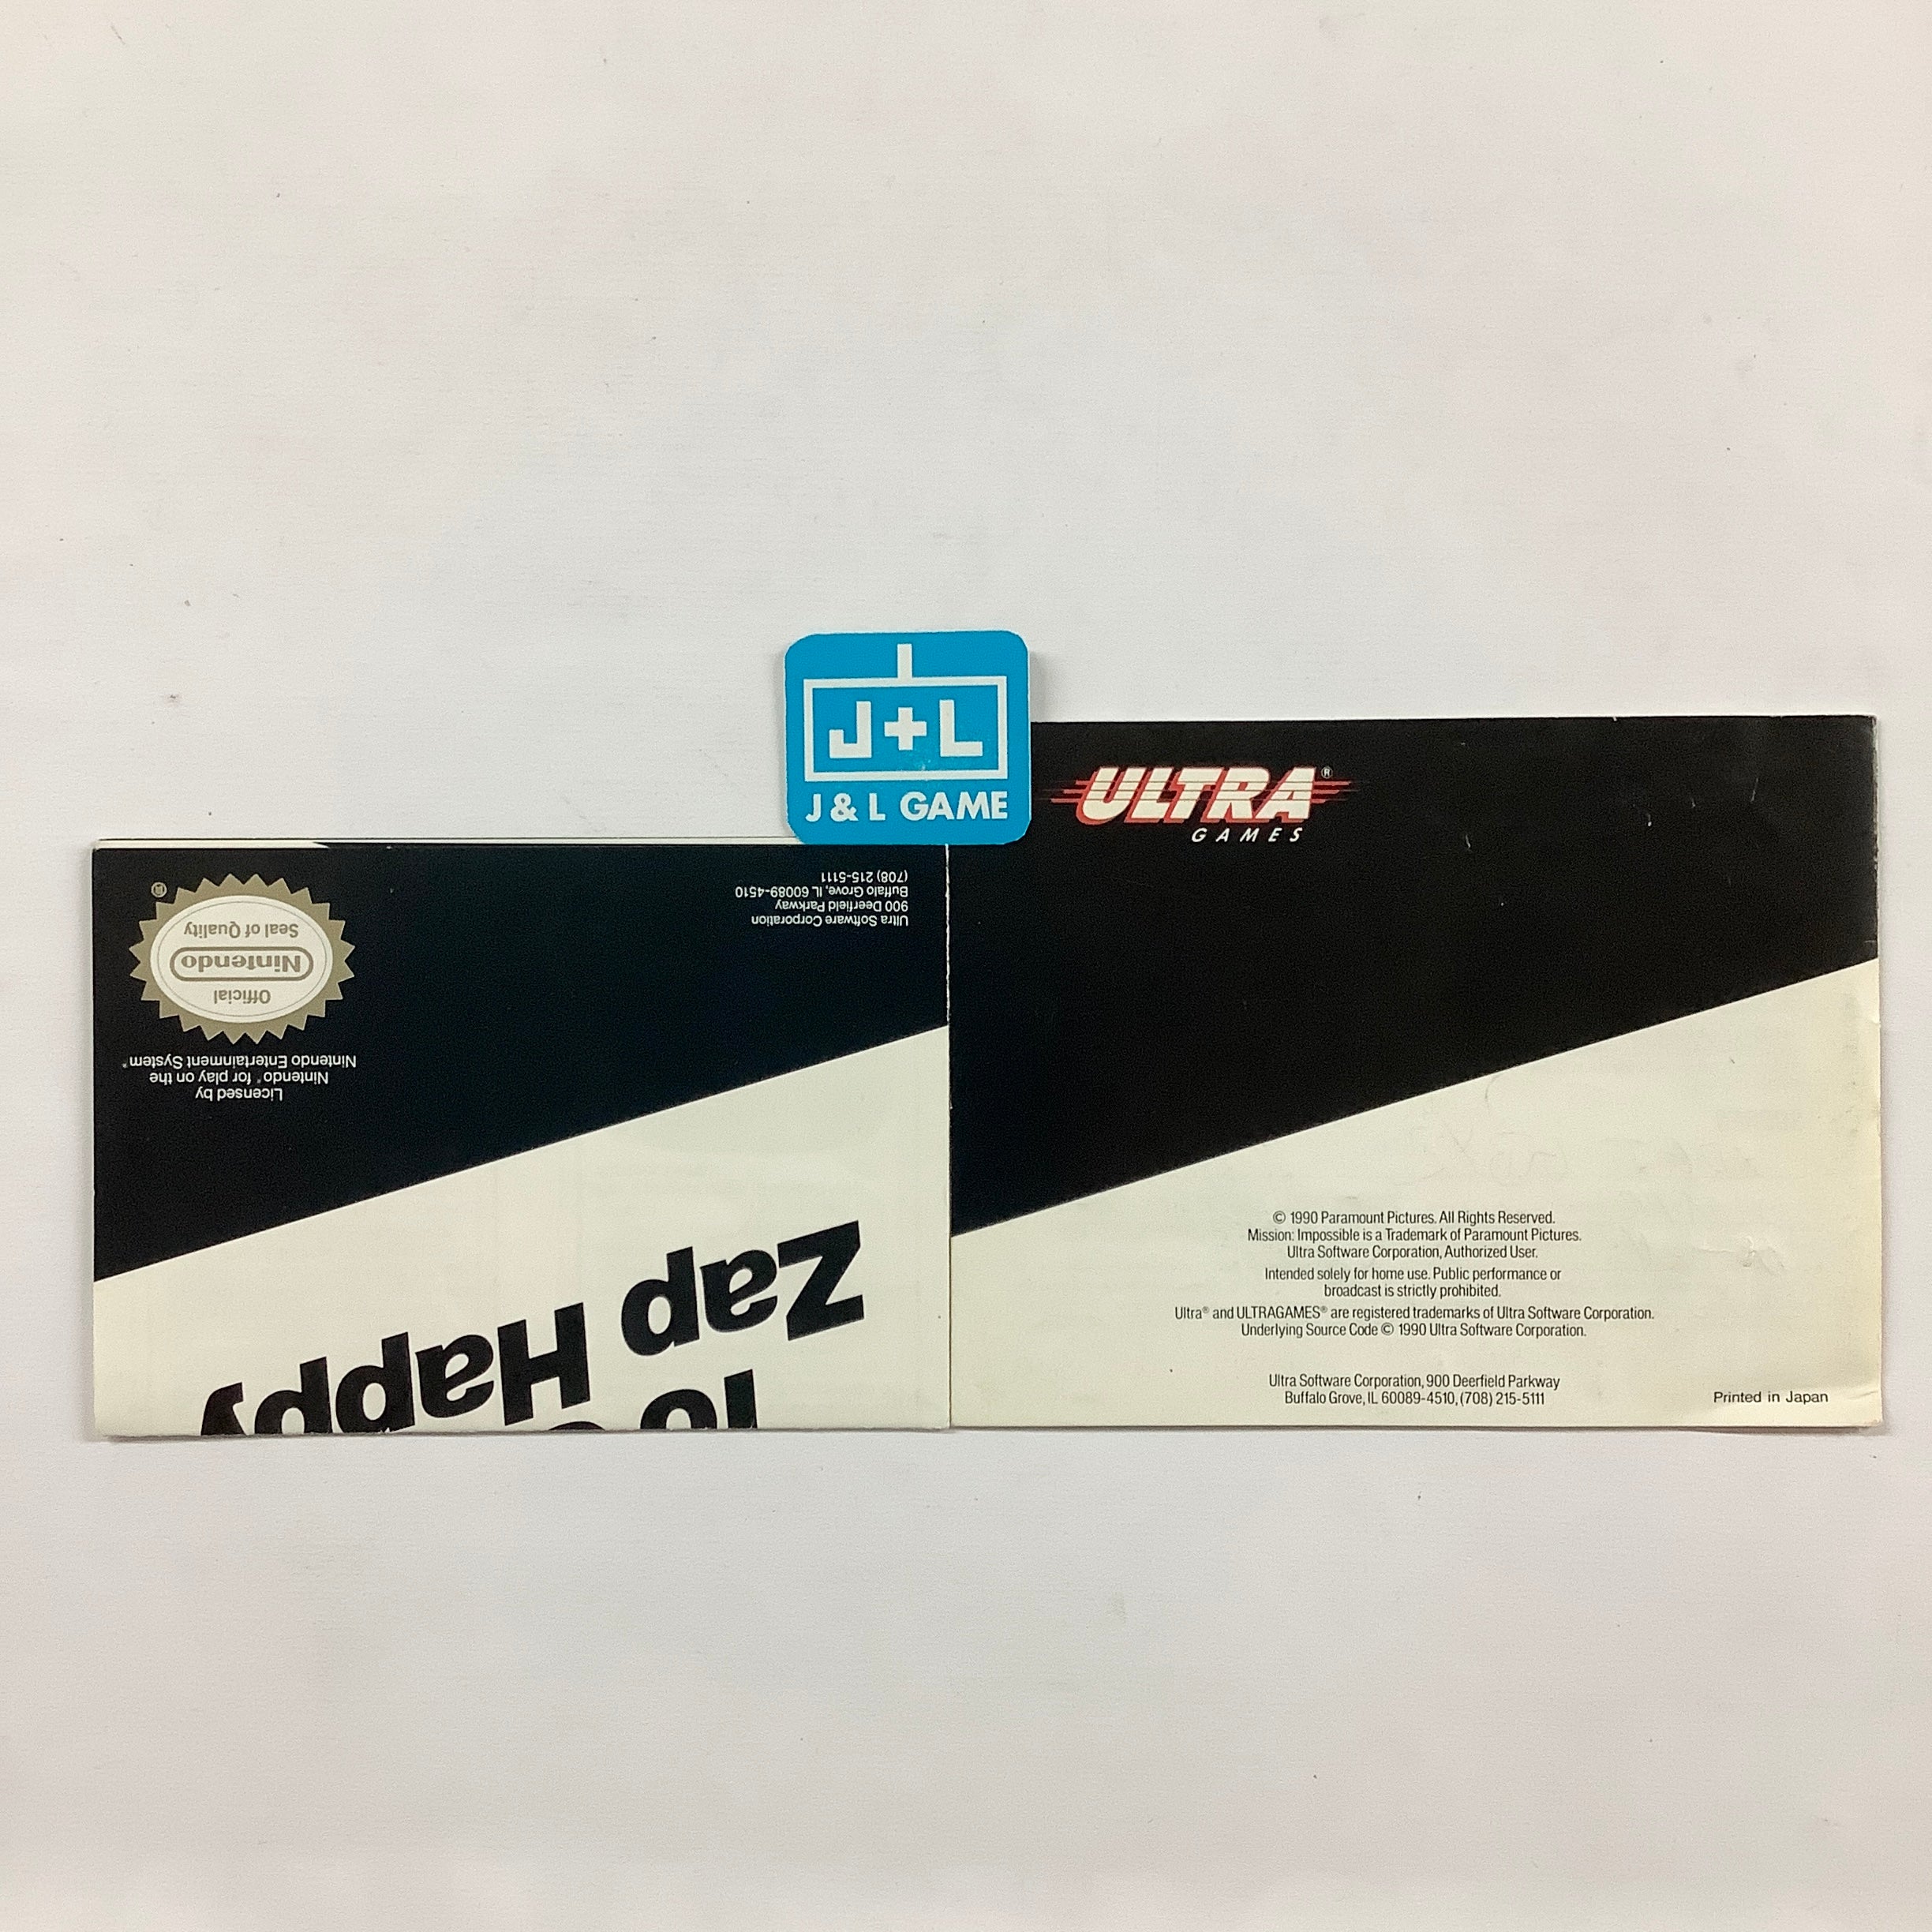 J+L
J & L GAME
ULTRA®
GAMES
© 1990 Paramount Pictures. All Rights Reserved.
Mission: Impossible is a Trademark of Paramount Pictures.
Ultra Software Corporation, Authorized User.
Intended solely for home use. Public performance or
broadcast is strictly prohibited.
Ultra® and ULTRAGAMES® are registered trademarks of Ultra Software Corporation.
Underlying Source Code © 1990 Ultra Software Corporation.
Ultra Software Corporation, 900 Deerfield Parkway
Buffalo Grove, IL 60089-4510, (708) 215-5111
Printed in Japan
Zap Happy
Licensed by
Nintendo® for play on the
Nintendo Entertainment System®
Official
Nintendo
Seal of Quality
®
Ultra Software Corporation
900 Deerfield Parkway
Buffalo Grove, IL 60089-4510
(708) 215-5111